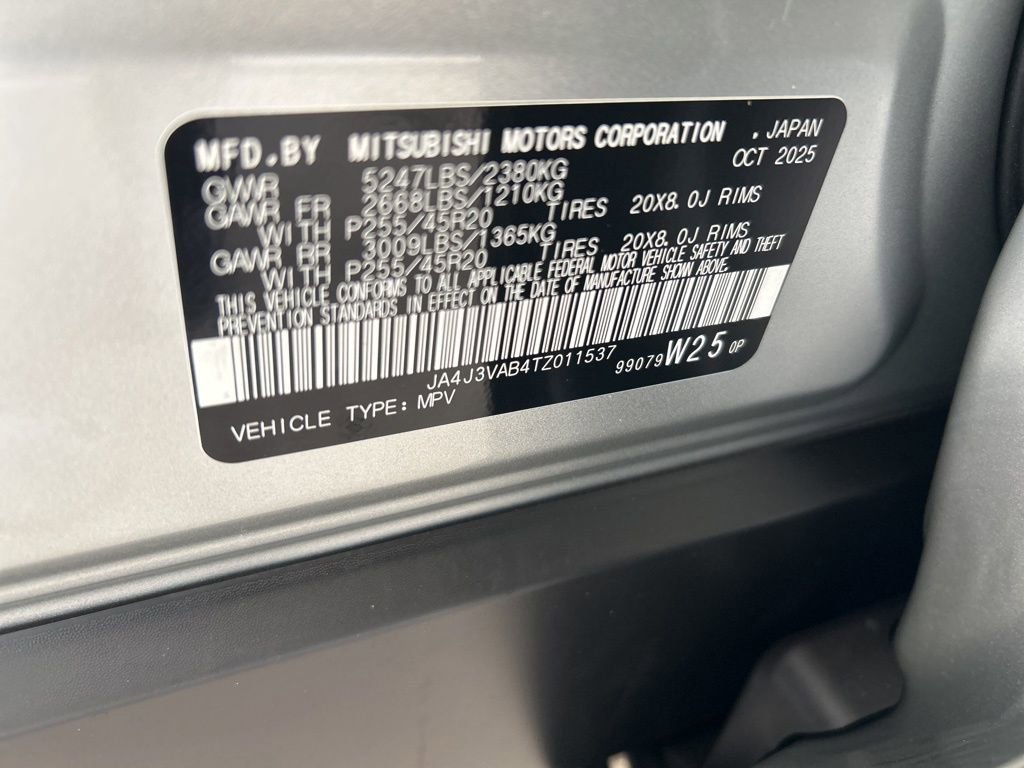 MFD.BY MITSUBISHI MOTORS CORPORATION . JAPAN
OCT 2025
GVWR 5247LBS/2380KG
GAWR FR 2668LBS/1210KG
WITH P255/45R20 TIRES 20X8.0J RIMS
GAWR RR 3009LBS/1365KG
WITH P255/45R20 TIRES 20X8.0J RIMS
THIS VEHICLE CONFORMS TO ALL APPLICABLE FEDERAL MOTOR VEHICLE SAFETY AND THEFT
PREVENTION STANDARDS IN EFFECT ON THE DATE OF MANUFACTURE SHOWN ABOVE.
JA4J3VAB4TZ011537 99079 W25 0P
VEHICLE TYPE: MPV